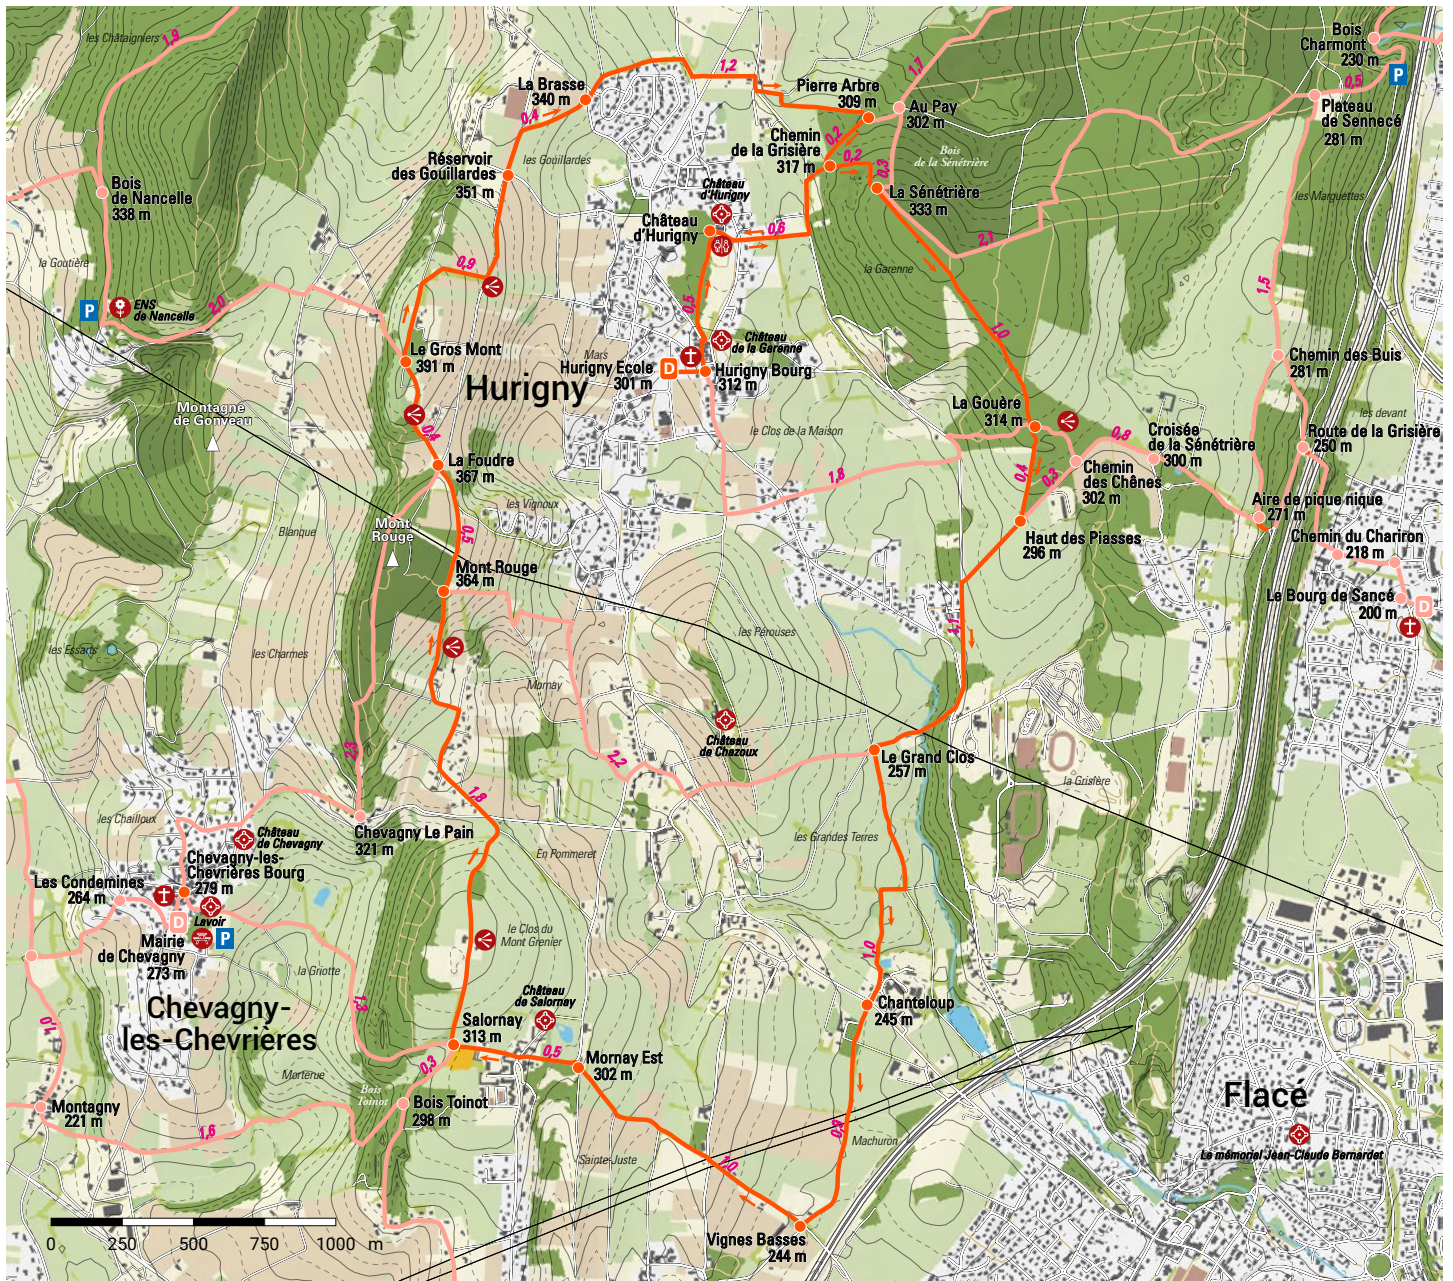 les Châtaigniers
1,9
Bois
de Nancelle
338 m
la Goutière
P
ENS
de Nancelle
2,0
Montagne
de Gonveau
Blanque
les Essarts
les Charmes
Mont
Rouge
2,3
La Brasse
340 m
0,4
1,2
Réservoir
des Gouillardes
351 m
les Gouillardes
0,9
Le Gros Mont
391 m
0,4
Hurigny
La Foudre
367 m
les Vignoux
0,5
Mont Rouge
364 m
Mornay
1,8
2,2
Pierre Arbre
309 m
1,7
Au Pay
302 m
0,2
Chemin
de la Grisière
317 m
0,2
0,3
Bois
de la Sénétrière
La Sénétrière
333 m
2,1
Château
d'Hurigny
Château
d'Hurigny
0,6
la Garenne
0,5
1,0
Château
de la Garenne
Mars
Hurigny Ecole
301 m
D
Hurigny Bourg
312 m
le Clos de la Maison
1,8
La Gouère
314 m
0,4
0,3
0,8
Chemin
des Chênes
302 m
Croisée
de la Sénétrière
300 m
Haut des Piasses
296 m
1,1
Bois
Charmont
230 m
P
0,5
Plateau
de Sennecé
281 m
les Marguettes
1,5
Chemin des Buis
281 m
les devant
Route de la Grisière
250 m
Aire de pique nique
271 m
Chemin du Chariron
218 m
Le Bourg de Sancé
200 m
D
les Pérouses
Château
de Chazoux
Le Grand Clos
257 m
la Grisière
les Grandes Terres
les Chailloux
Château
de Chevagny
Chevagny Le Pain
321 m
Chevagny-les-
Chevrières Bourg
279 m
Les Condemines
264 m
D
Lavoir
P
Mairie
de Chevagny
273 m
la Griotte
1,3
Chevagny-
les-Chevrières
1,0
Morterue
Montagny
221 m
1,6
Bois
Toinot
Bois Toinot
298 m
0,3
En Pommeret
le Clos du
Mont Grenier
Château
de Salornay
Salornay
313 m
0,5
Mornay Est
302 m
Sainte-Juste
1,0
1,0
Chanteloup
245 m
0,9
Machuron
Vignes Basses
244 m
Flacé
Le mémorial Jean-Claude Bernardet
0
250
500
750
1000 m